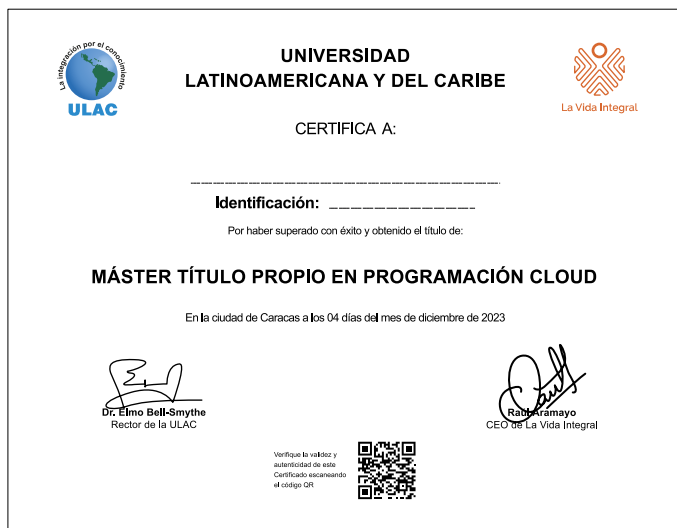 La integración por el conocimiento
ULAC
UNIVERSIDAD
LATINOAMERICANA Y DEL CARIBE
La Vida Integral
CERTIFICA A:
Identificación:
Por haber superado con éxito y obtenido el título de:
MÁSTER TÍTULO PROPIO EN PROGRAMACIÓN CLOUD
En la ciudad de Caracas a los 04 días del mes de diciembre de 2023
Dr. Elmo Bell-Smythe
Rector de la ULAC
Raúl Aramayo
CEO de La Vida Integral
Verifique la validez y
autenticidad de este
Certificado escaneando
el código QR